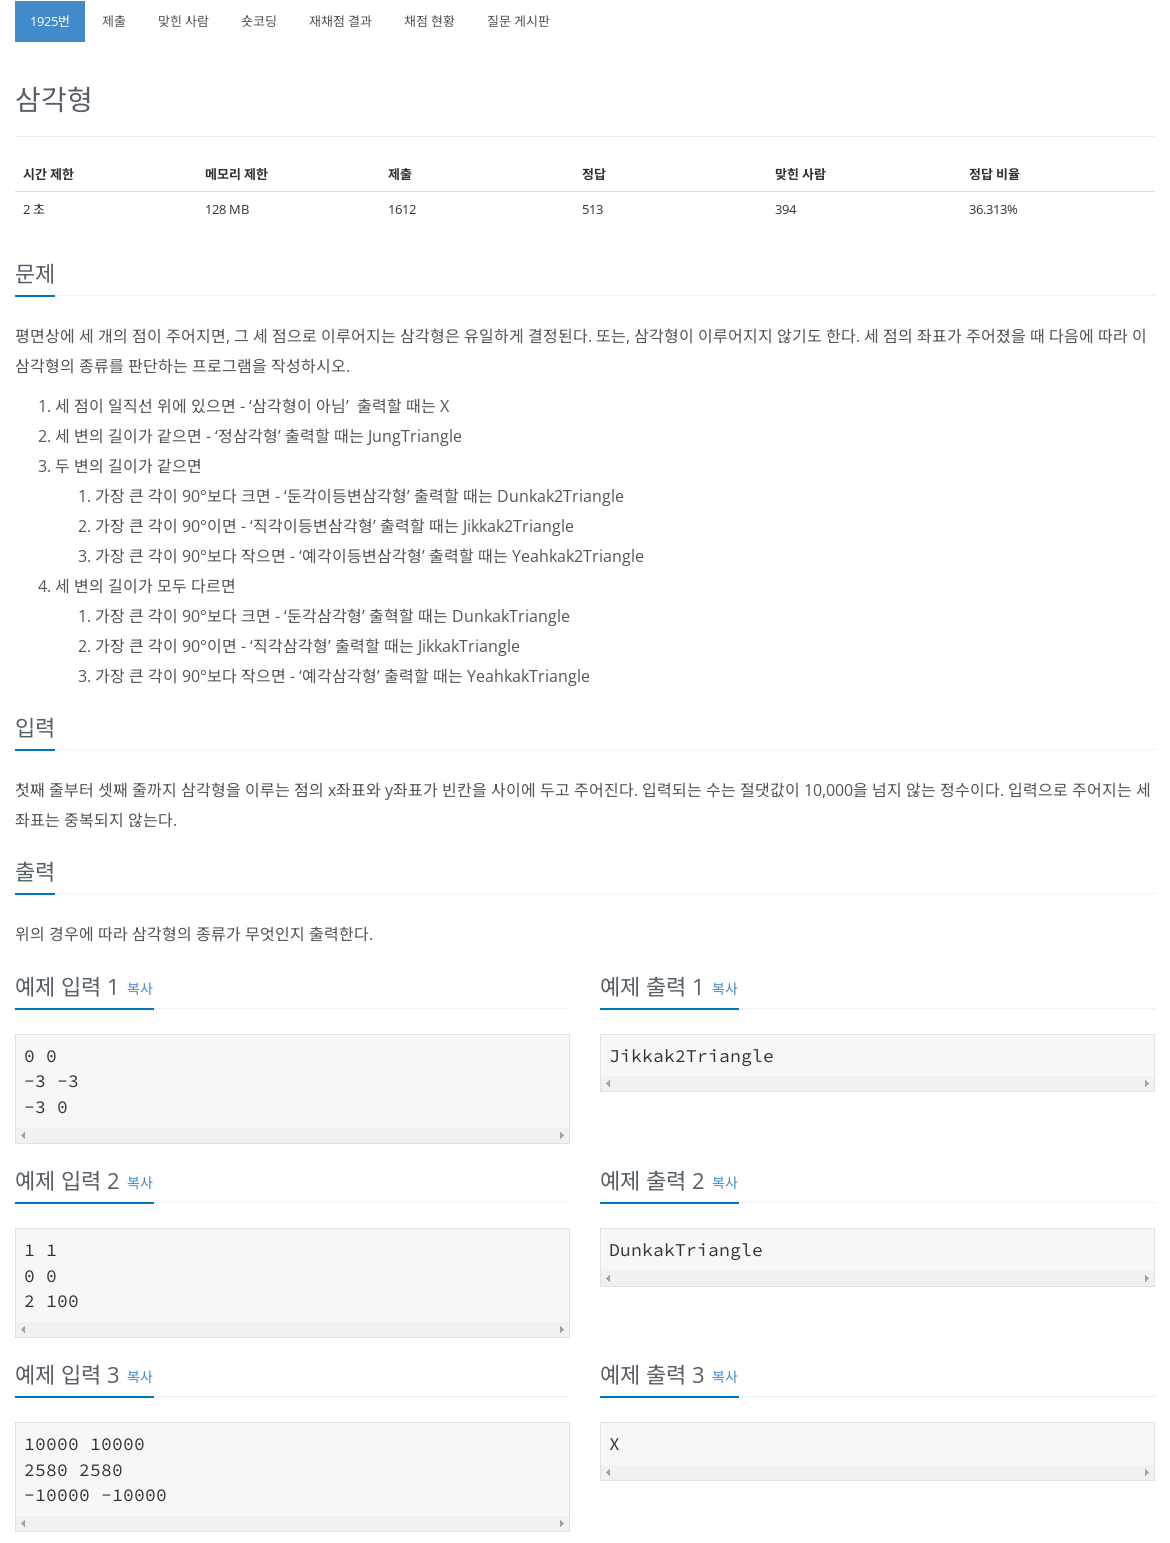 1925번 제출 맞힌 사람 숏코딩 재채점 결과 채점 현황 질문 게시판
삼각형
시간 제한 메모리 제한 제출 정답 맞힌 사람 정답 비율
2 초 128 MB 1612 513 394 36.313%
문제
평면상에 세 개의 점이 주어지면, 그 세 점으로 이루어지는 삼각형은 유일하게 결정된다. 또는, 삼각형이 이루어지지 않기도 한다. 세 점의 좌표가 주어졌을 때 다음에 따라 이
삼각형의 종류를 판단하는 프로그램을 작성하시오.
1. 세 점이 일직선 위에 있으면 - ‘삼각형이 아님’ 출력할 때는 X
2. 세 변의 길이가 같으면 - ‘정삼각형’ 출력할 때는 JungTriangle
3. 두 변의 길이가 같으면
1. 가장 큰 각이 90°보다 크면 - ‘둔각이등변삼각형’ 출력할 때는 Dunkak2Triangle
2. 가장 큰 각이 90°이면 - ‘직각이등변삼각형’ 출력할 때는 Jikkak2Triangle
3. 가장 큰 각이 90°보다 작으면 - ‘예각이등변삼각형’ 출력할 때는 Yeahkak2Triangle
4. 세 변의 길이가 모두 다르면
1. 가장 큰 각이 90°보다 크면 - ‘둔각삼각형’ 출혁할 때는 DunkakTriangle
2. 가장 큰 각이 90°이면 - ‘직각삼각형’ 출력할 때는 JikkakTriangle
3. 가장 큰 각이 90°보다 작으면 - ‘예각삼각형’ 출력할 때는 YeahkakTriangle
입력
첫째 줄부터 셋째 줄까지 삼각형을 이루는 점의 x좌표와 y좌표가 빈칸을 사이에 두고 주어진다. 입력되는 수는 절댓값이 10,000을 넘지 않는 정수이다. 입력으로 주어지는 세
좌표는 중복되지 않는다.
출력
위의 경우에 따라 삼각형의 종류가 무엇인지 출력한다.
예제 입력 1 복사
0 0
-3 -3
-3 0
예제 출력 1 복사
Jikkak2Triangle
예제 입력 2 복사
1 1
0 0
2 100
예제 출력 2 복사
DunkakTriangle
예제 입력 3 복사
10000 10000
2580 2580
-10000 -10000
예제 출력 3 복사
X